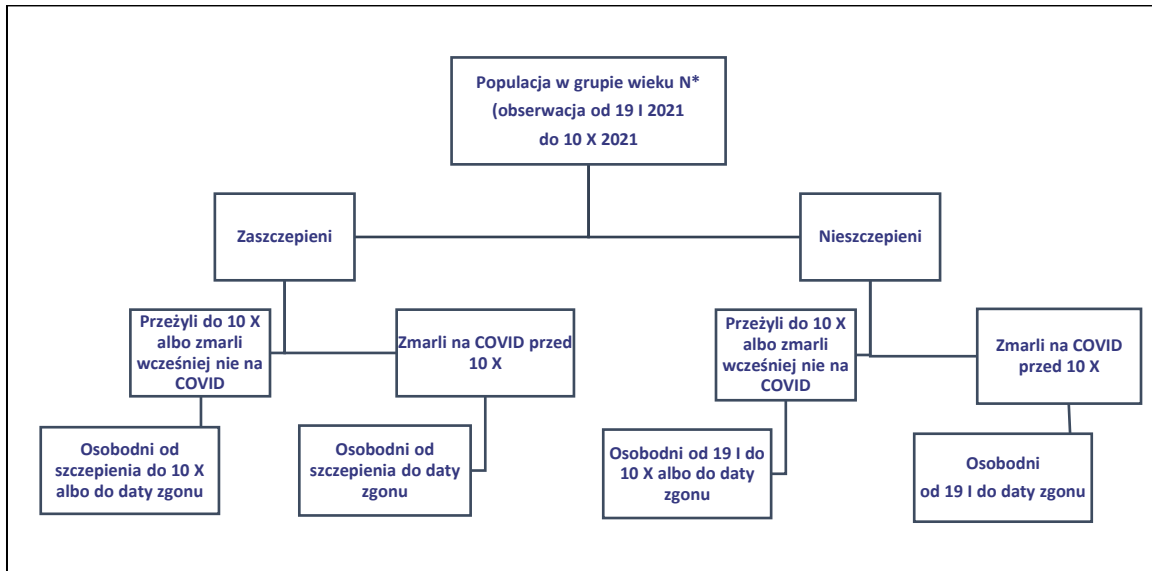 Populacja w grupie wieku N*
(obserwacja od 19 I 2021
do 10 X 2021
Zaszczepieni
Nieszczepieni
Przeżyli do 10 X
albo zmarli
wcześniej nie na
COVID
Zmarli na COVID przed
10 X
Przeżyli do 10 X
albo zmarli
wcześniej nie na
COVID
Zmarli na COVID
przed 10 X
Osobodni od
szczepienia do 10 X
albo do daty zgonu
Osobodni od
szczepienia do daty
zgonu
Osobodni od 19 I do
10 X albo do daty
zgonu
Osobodni
od 19 I do daty zgonu